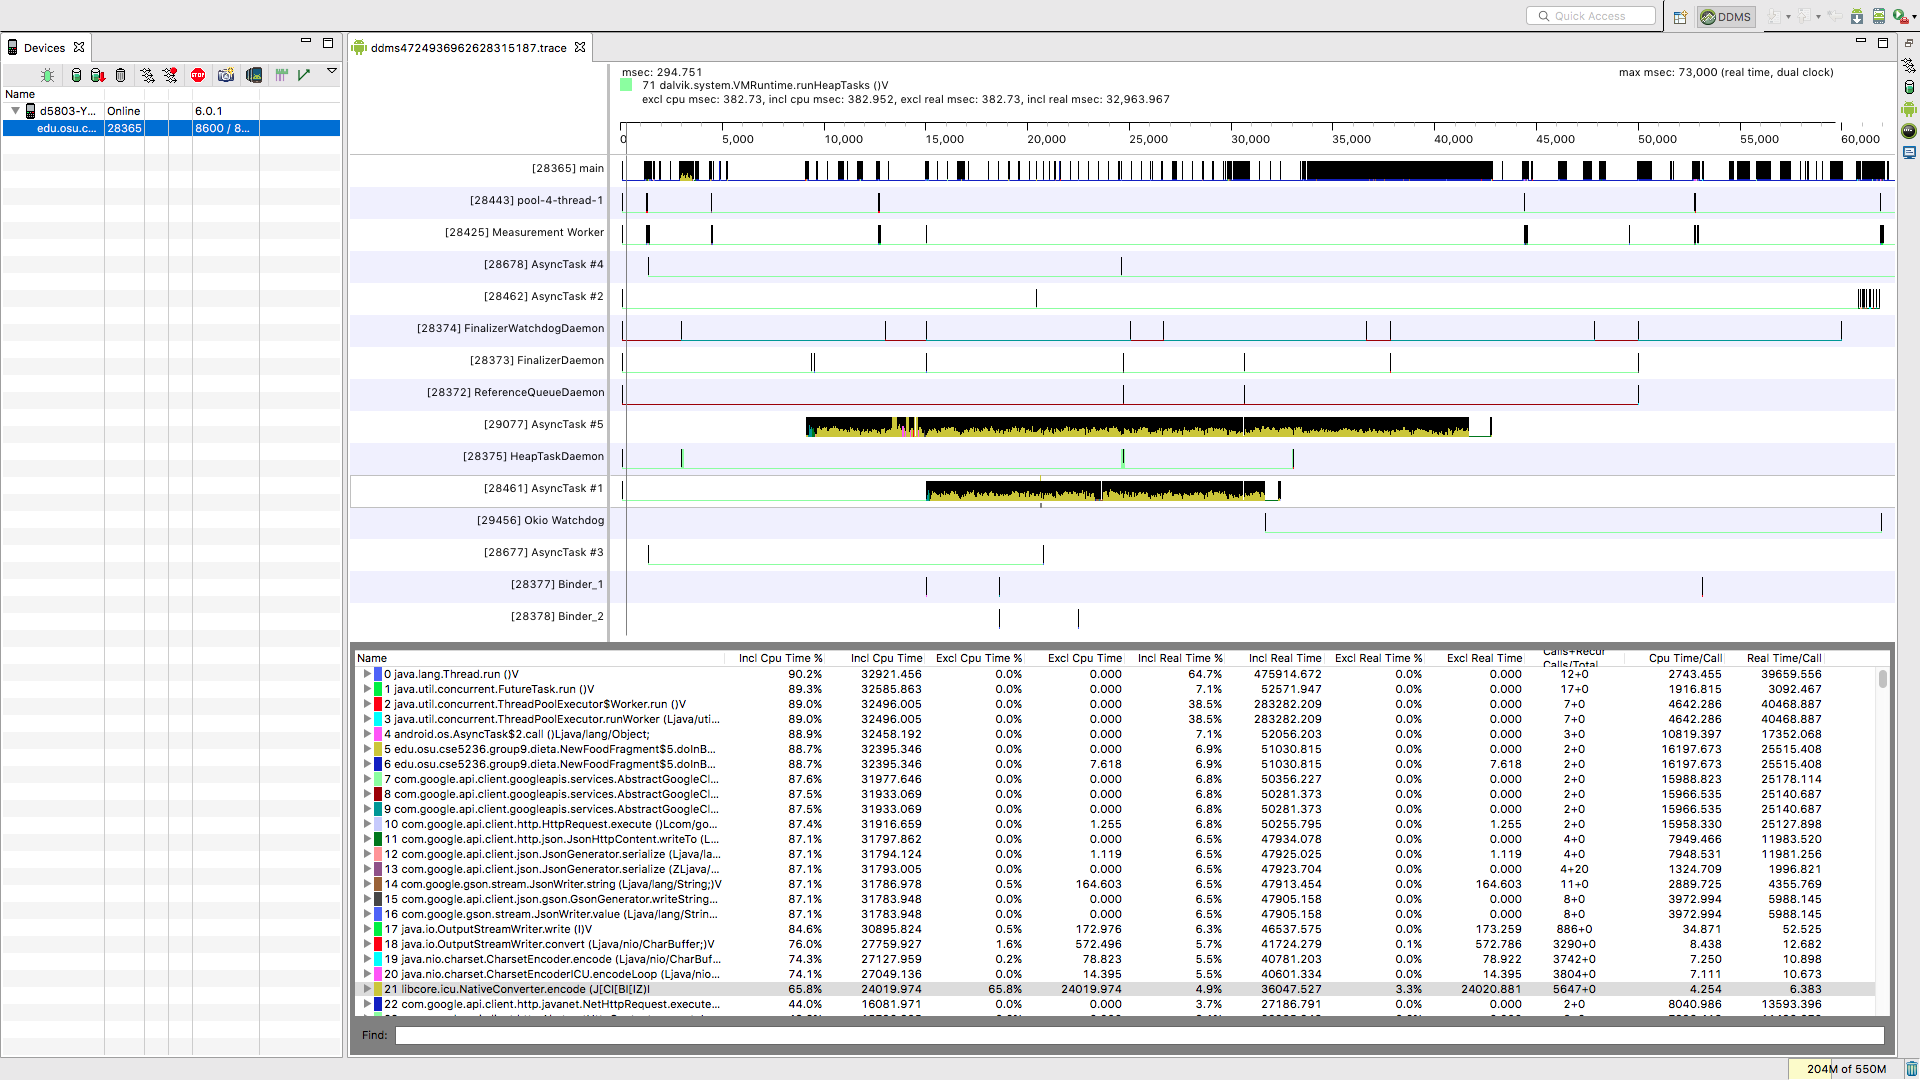 Quick Access
DDMS
Devices
ddms4724936962628315187.trace
Name
d5803-Y... Online 6.0.1
edu.osu.c... 28365 8600 / 8...
msec: 294.751
max msec: 73,000 (real time, dual clock)
71 dalvik.system.VMRuntime.runHeapTasks ()V
excl cpu msec: 382.73, incl cpu msec: 382.952, excl real msec: 382.73, incl real msec: 32,963.967
0 5,000 10,000 15,000 20,000 25,000 30,000 35,000 40,000 45,000 50,000 55,000 60,000
[28365] main
[28443] pool-4-thread-1
[28425] Measurement Worker
[28678] AsyncTask #4
[28462] AsyncTask #2
[28374] FinalizerWatchdogDaemon
[28373] FinalizerDaemon
[28372] ReferenceQueueDaemon
[29077] AsyncTask #5
[28375] HeapTaskDaemon
[28461] AsyncTask #1
[29456] Okio Watchdog
[28677] AsyncTask #3
[28377] Binder_1
[28378] Binder_2
Name Incl Cpu Time % Incl Cpu Time Excl Cpu Time % Excl Cpu Time Incl Real Time % Incl Real Time Excl Real Time % Excl Real Time Calls+Recur Calls/Total Cpu Time/Call Real Time/Call
0 java.lang.Thread.run ()V 90.2% 32921.456 0.0% 0.000 64.7% 475914.672 0.0% 0.000 12+0 2743.455 39659.556
1 java.util.concurrent.FutureTask.run ()V 89.3% 32585.863 0.0% 0.000 7.1% 52571.947 0.0% 0.000 17+0 1916.815 3092.467
2 java.util.concurrent.ThreadPoolExecutor$Worker.run ()V 89.0% 32496.005 0.0% 0.000 38.5% 283282.209 0.0% 0.000 7+0 4642.286 40468.887
3 java.util.concurrent.ThreadPoolExecutor.runWorker (Ljava/uti... 89.0% 32496.005 0.0% 0.000 38.5% 283282.209 0.0% 0.000 7+0 4642.286 40468.887
4 android.os.AsyncTask$2.call ()Ljava/lang/Object; 88.9% 32458.192 0.0% 0.000 7.1% 52056.203 0.0% 0.000 3+0 10819.397 17352.068
5 edu.osu.cse5236.group9.dieta.NewFoodFragment$5.doInB... 88.7% 32395.346 0.0% 0.000 6.9% 51030.815 0.0% 0.000 2+0 16197.673 25515.408
6 edu.osu.cse5236.group9.dieta.NewFoodFragment$5.doInB... 88.7% 32395.346 0.0% 7.618 6.9% 51030.815 0.0% 7.618 2+0 16197.673 25515.408
7 com.google.api.client.googleapis.services.AbstractGoogleCl... 87.6% 31977.646 0.0% 0.000 6.8% 50356.227 0.0% 0.000 2+0 15988.823 25178.114
8 com.google.api.client.googleapis.services.AbstractGoogleCl... 87.5% 31933.069 0.0% 0.000 6.8% 50281.373 0.0% 0.000 2+0 15966.535 25140.687
9 com.google.api.client.googleapis.services.AbstractGoogleCl... 87.5% 31933.069 0.0% 0.000 6.8% 50281.373 0.0% 0.000 2+0 15966.535 25140.687
10 com.google.api.client.http.HttpRequest.execute ()Lcom/go... 87.4% 31916.659 0.0% 1.255 6.8% 50255.795 0.0% 1.255 2+0 15958.330 25127.898
11 com.google.api.client.http.json.JsonHttpContent.writeTo (L... 87.1% 31797.862 0.0% 0.000 6.5% 47934.078 0.0% 0.000 4+0 7949.466 11983.520
12 com.google.api.client.json.JsonGenerator.serialize (Ljava/la... 87.1% 31794.124 0.0% 1.119 6.5% 47925.025 0.0% 1.119 4+0 7948.531 11981.256
13 com.google.api.client.json.JsonGenerator.serialize (ZLjava/... 87.1% 31793.005 0.0% 0.000 6.5% 47923.704 0.0% 0.000 4+20 1324.709 1996.821
14 com.google.gson.stream.JsonWriter.string (Ljava/lang/String;)V 87.1% 31786.978 0.5% 164.603 6.5% 47913.454 0.0% 164.603 11+0 2889.725 4355.769
15 com.google.api.client.json.gson.GsonGenerator.writeString... 87.1% 31783.948 0.0% 0.000 6.5% 47905.158 0.0% 0.000 8+0 3972.994 5988.145
16 com.google.gson.stream.JsonWriter.value (Ljava/lang/Strin... 87.1% 31783.948 0.0% 0.000 6.5% 47905.158 0.0% 0.000 8+0 3972.994 5988.145
17 java.io.OutputStreamWriter.write (I)V 84.6% 30895.824 0.5% 172.976 6.3% 46537.575 0.0% 173.259 886+0 34.871 52.525
18 java.io.OutputStreamWriter.convert (Ljava/nio/CharBuffer;)V 76.0% 27759.927 1.6% 572.496 5.7% 41724.279 0.1% 572.786 3290+0 8.438 12.682
19 java.nio.charset.CharsetEncoder.encode (Ljava/nio/CharBuf... 74.3% 27127.959 0.2% 78.823 5.5% 40781.203 0.0% 78.922 3742+0 7.250 10.898
20 java.nio.charset.CharsetEncoderICU.encodeLoop (Ljava/nio... 74.1% 27049.136 0.0% 14.395 5.5% 40601.334 0.0% 14.395 3804+0 7.111 10.673
21 libcore.icu.NativeConverter.encode (J[CI[BI[IZ)I 65.8% 24019.974 65.8% 24019.974 4.9% 36047.527 3.3% 24020.881 5647+0 4.254 6.383
22 com.google.api.client.http.javanet.NetHttpRequest.execute... 44.0% 16081.971 0.0% 0.000 3.7% 27186.791 0.0% 0.000 2+0 8040.986 13593.396
Find:
204M of 550M